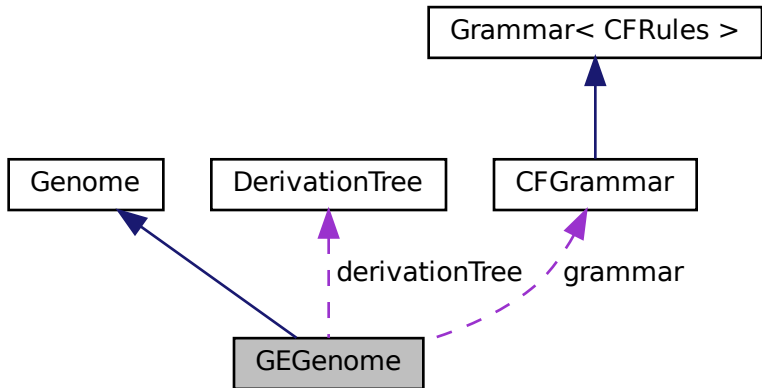 Grammar< CFRules >
Genome
DerivationTree
CFGrammar
derivationTree
grammar
GEGenome